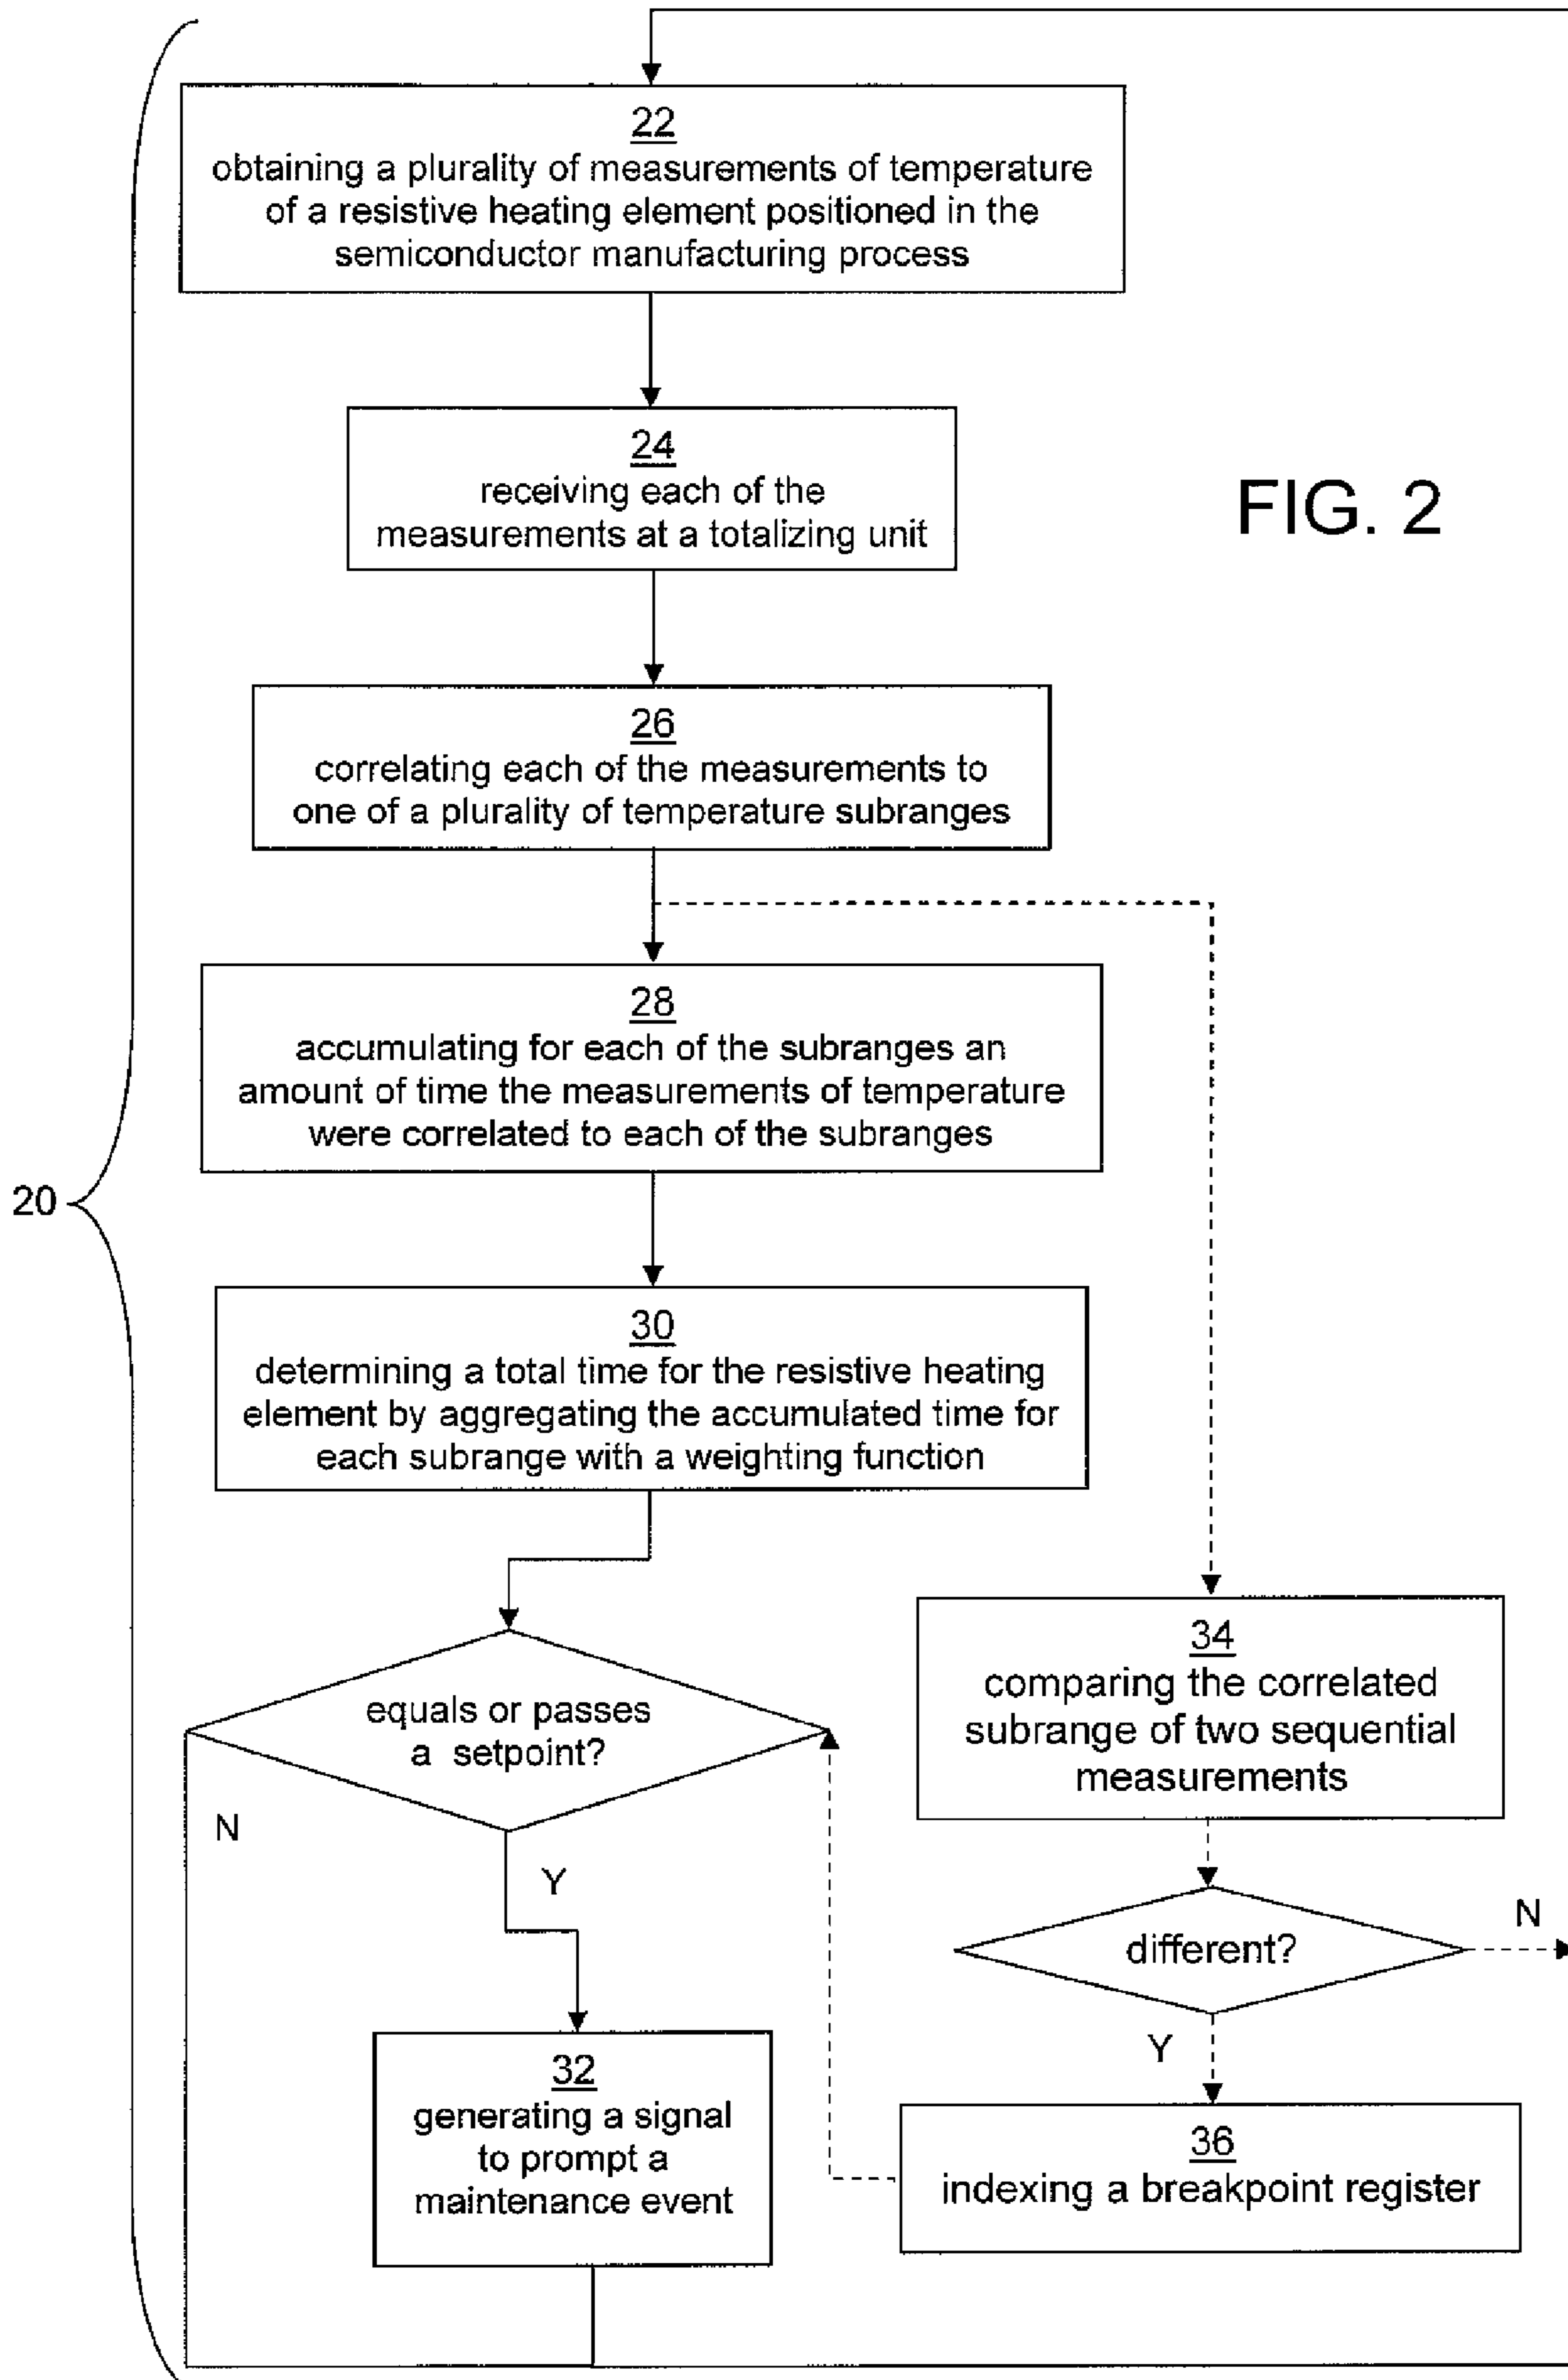 22
obtaining a plurality of measurements of temperature
of a resistive heating element positioned in the
semiconductor manufacturing process
24
receiving each of the
measurements at a totalizing unit
FIG. 2
26
correlating each of the measurements to
one of a plurality of temperature subranges
28
accumulating for each of the subranges an
amount of time the measurements of temperature
were correlated to each of the subranges
20
30
determining a total time for the resistive heating
element by aggregating the accumulated time for
each subrange with a weighting function
equals or passes
a setpoint?
N
Y
32
generating a signal
to prompt a
maintenance event
34
comparing the correlated
subrange of two sequential
measurements
different?
N
Y
36
indexing a breakpoint register